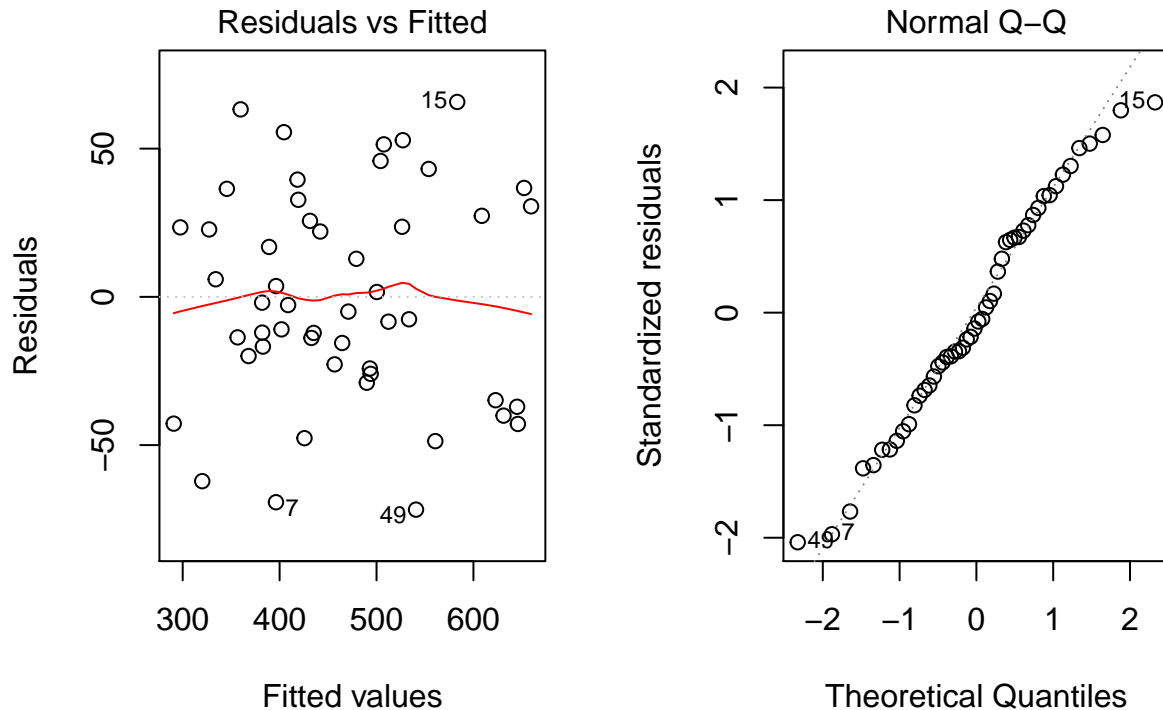 Residuals vs Fitted
Residuals
50
0
−50
15
7
49
300 400 500 600
Fitted values
Normal Q−Q
Standardized residuals
2
1
0
−1
−2
15
49
7
−2 −1 0 1 2
Theoretical Quantiles